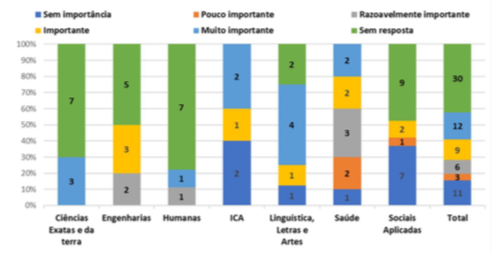 Sem importância Pouco importante Razoavelmente importante
Importante Muito importante Sem resposta
100%
90%
80%
70%
60%
50%
40%
30%
20%
10%
0%
7
3
5
3
2
7
1
1
2
1
2
2
4
1
1
2
2
3
2
1
9
2
1
7
30
12
9
6
3
11
Ciências
Exatas e da
terra
Engenharias
Humanas
ICA
Linguística,
Letras e
Artes
Saúde
Sociais
Aplicadas
Total